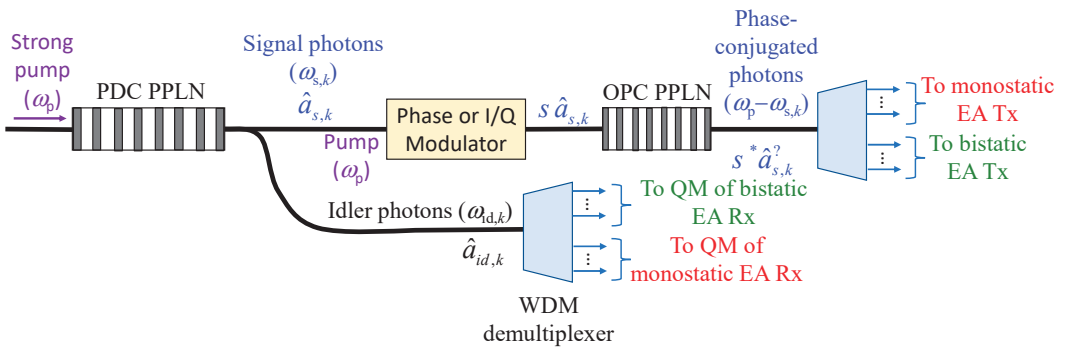 Strong
pump
(ωp)
PDC PPLN
Signal photons
(ωs,k)
âs,k
Pump
(ωp)
Phase or I/Q
Modulator
s âs,k
OPC PPLN
Phase-
conjugated
photons
(ωp−ωs,k)
s* â?s,k
To monostatic
EA Tx
To bistatic
EA Tx
Idler photons (ωid,k)
âid,k
To QM of bistatic
EA Rx
To QM of
monostatic EA Rx
WDM
demultiplexer